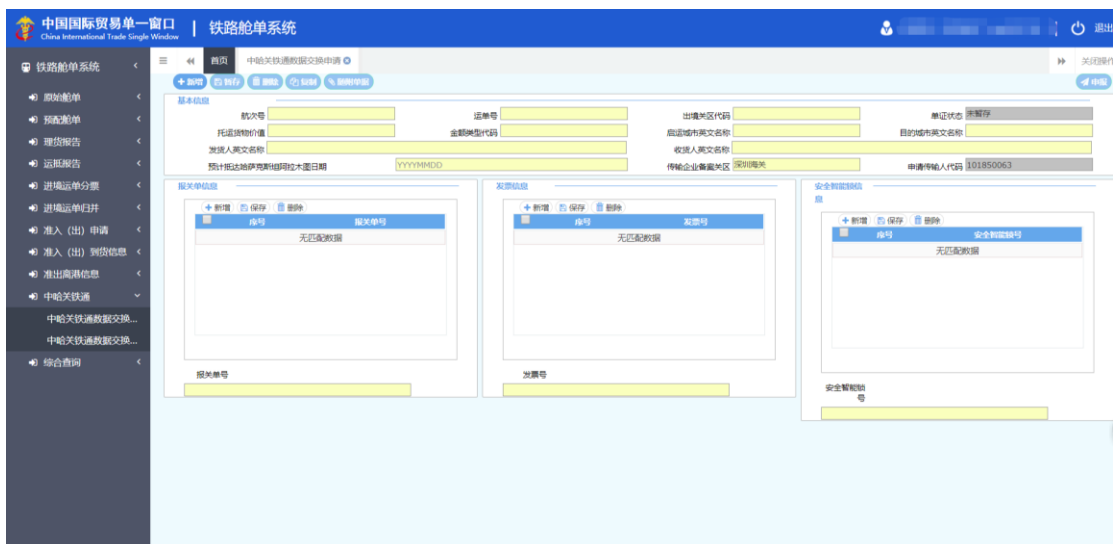 中国国际贸易单一窗口 | 铁路舱单系统
China International Trade Single Window
退出
铁路舱单系统
首页
中哈关铁通数据交换申请
关闭操作
原始舱单
预配舱单
理货报告
运抵报告
进境运单分票
进境运单归并
准入（出）申请
准入（出）到货信息
准出离港信息
中哈关铁通
中哈关铁通数据交换...
中哈关铁通数据交换...
综合查询
新增 暂存 删除 复制 随附单据 申报
基本信息
航次号 运单号 出境关区代码 单证状态 未暂存
托运货物价值 金额类型代码 启运城市英文名称 目的城市英文名称
发货人英文名称 收货人英文名称
预计抵达哈萨克斯坦阿拉木图日期 YYYYMMDD 传输企业备案关区 深圳海关 申请传输人代码 101850063
报关单信息
新增 保存 删除
序号 报关单号
无匹配数据
报关单号
发票信息
新增 保存 删除
序号 发票号
无匹配数据
发票号
安全智能锁信
息
新增 保存 删除
序号 安全智能锁号
无匹配数据
安全智能锁
号